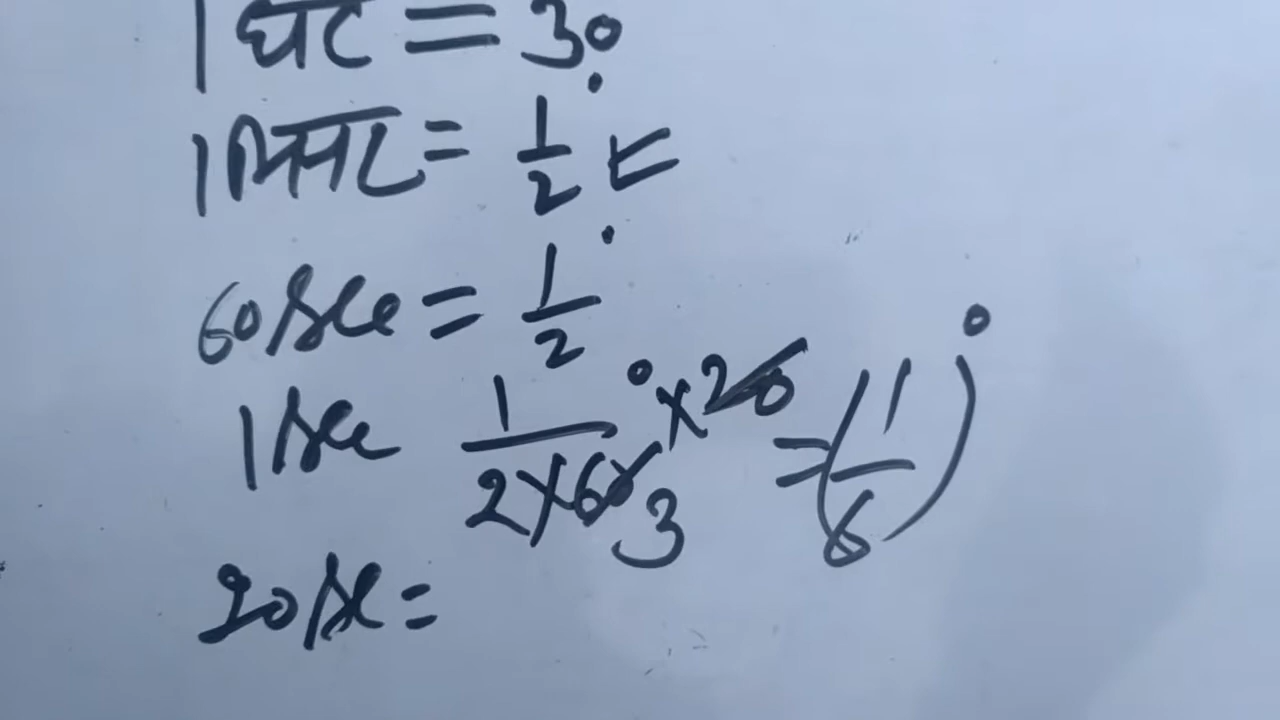 1 घंट = 30
1 मिनट = 1/2° =
60 sec = 1/2°
1 sec 1/(2×60)° × 20 = (1/6)°
3
20 sec =